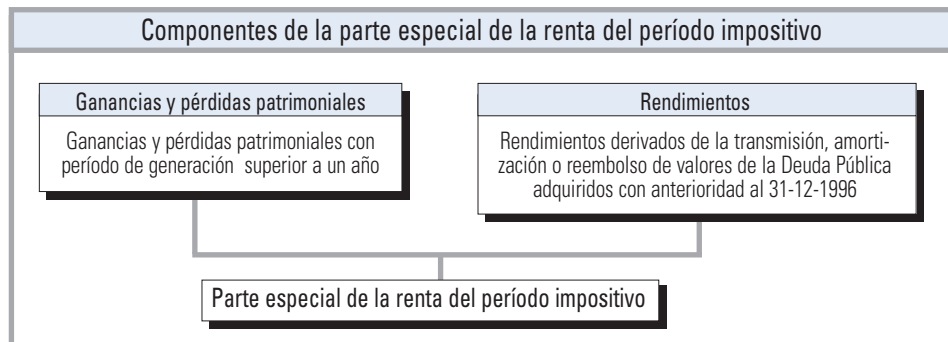 Componentes de la parte especial de la renta del período impositivo
Ganancias y pérdidas patrimoniales
Ganancias y pérdidas patrimoniales con
período de generación superior a un año
Rendimientos
Rendimientos derivados de la transmisión, amorti-
zación o reembolso de valores de la Deuda Pública
adquiridos con anterioridad al 31-12-1996
Parte especial de la renta del período impositivo